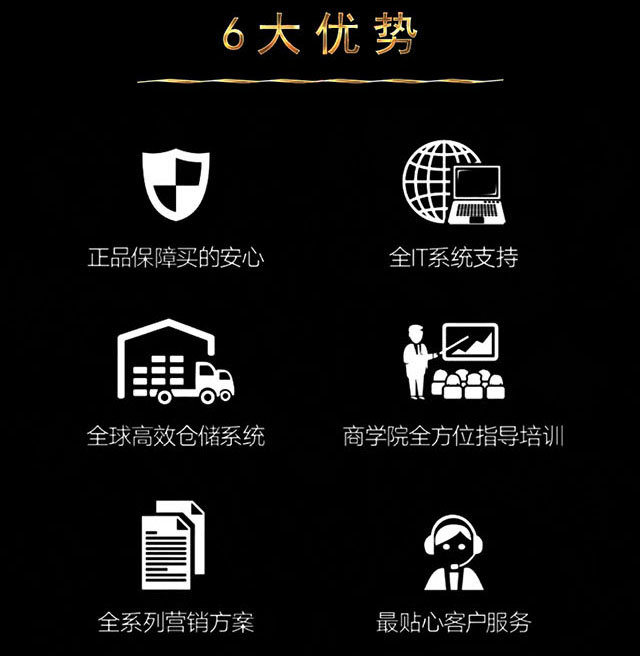 6大优势
正品保障买的安心
全IT系统支持
全球高效仓储系统
商学院全方位指导培训
全系列营销方案
最贴心客户服务